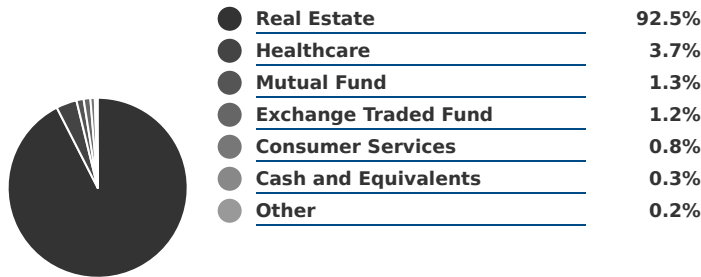 Real Estate 92.5%
Healthcare 3.7%
Mutual Fund 1.3%
Exchange Traded Fund 1.2%
Consumer Services 0.8%
Cash and Equivalents 0.3%
Other 0.2%